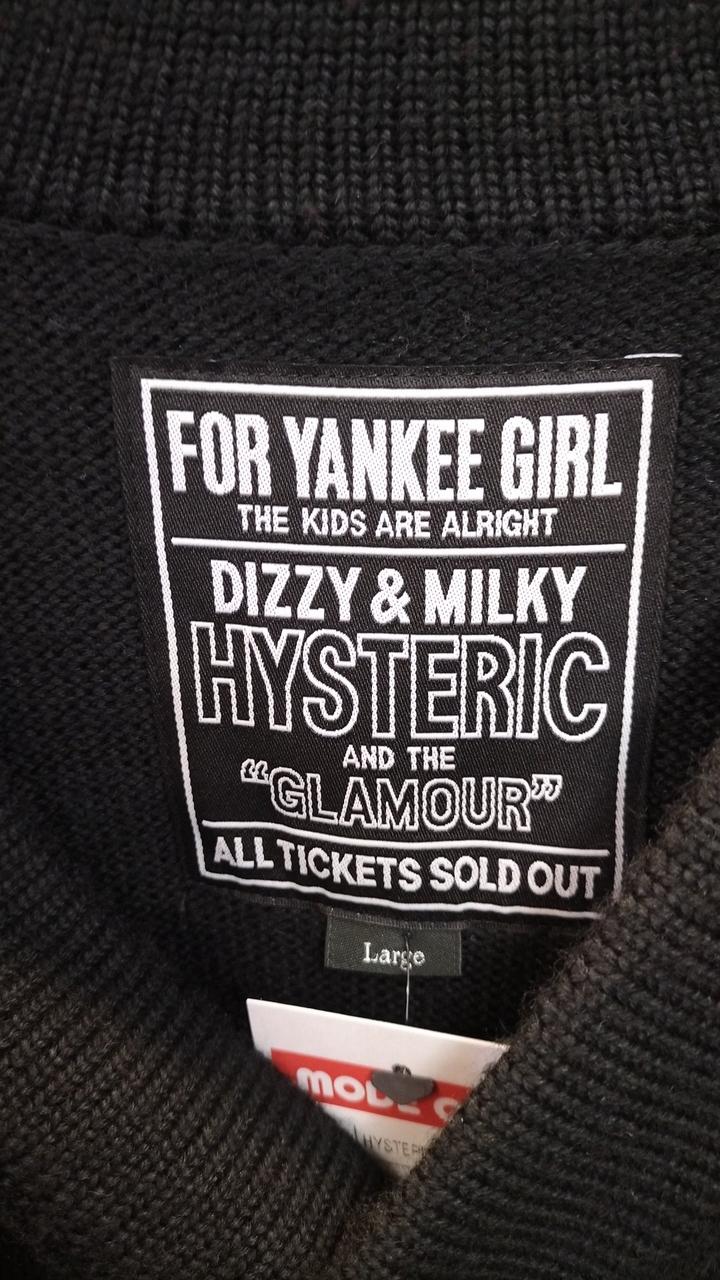 FOR YANKEE GIRL
THE KIDS ARE ALRIGHT
DIZZY & MILKY
HYSTERIC
AND THE
“GLAMOUR”
ALL TICKETS SOLD OUT
Large